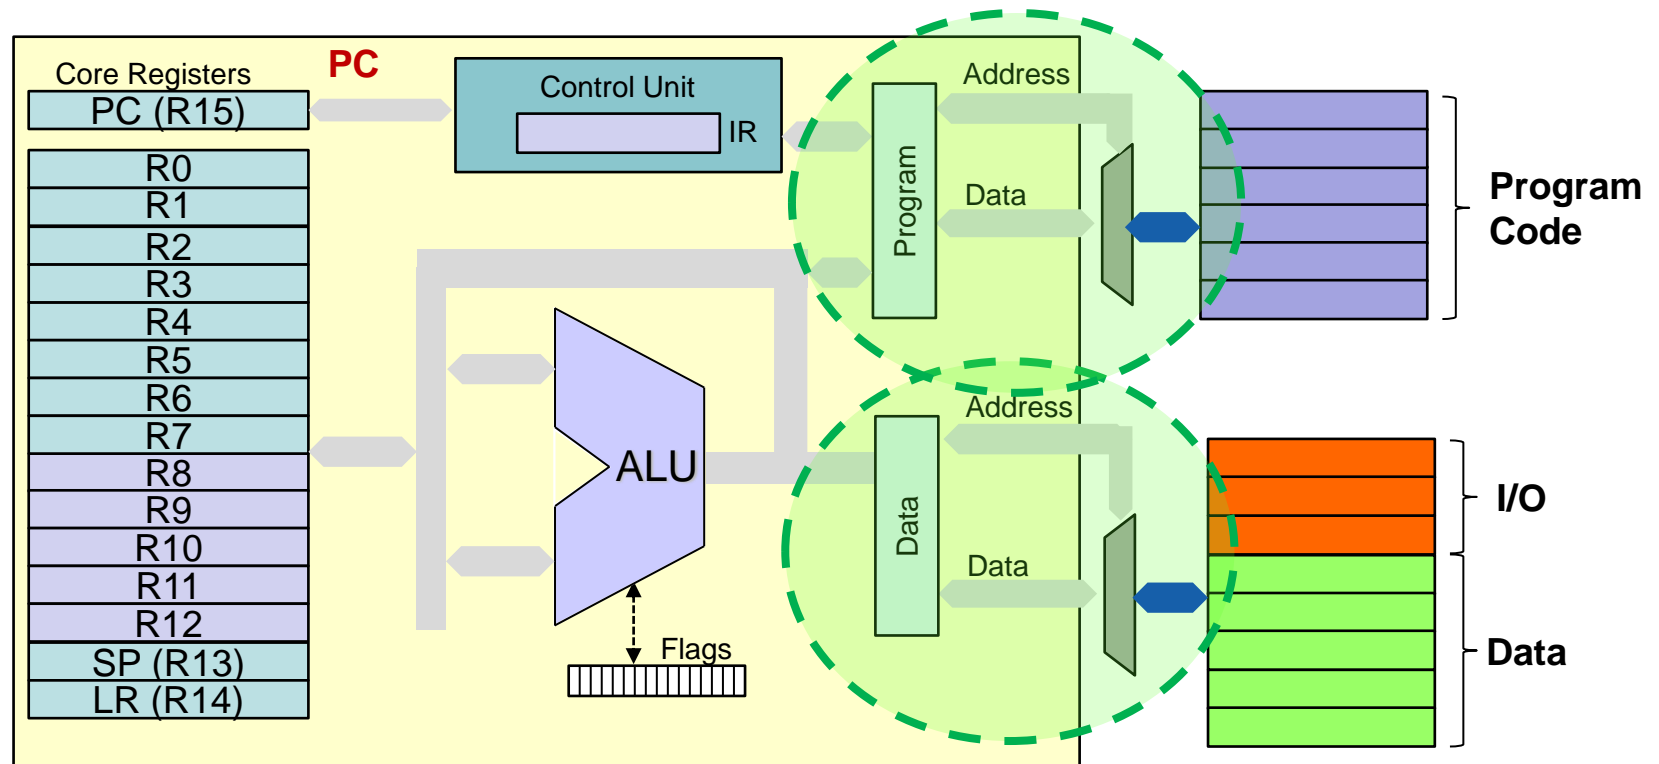 Core Registers
PC
PC (R15)
R0
R1
R2
R3
R4
R5
R6
R7
R8
R9
R10
R11
R12
SP (R13)
LR (R14)
Control Unit
IR
ALU
Flags
Program
Address
Data
Program
Code
Data
Address
Data
I/O
Data